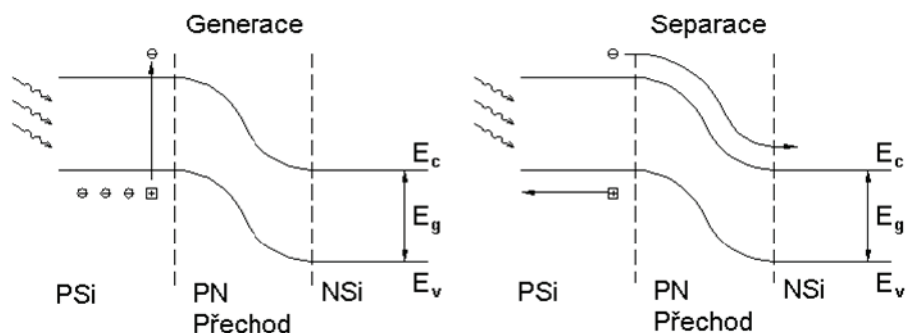 Generace
E_c
E_g
E_v
PSi
PN
Přechod
NSi
Separace
E_c
E_g
E_v
PSi
PN
Přechod
NSi